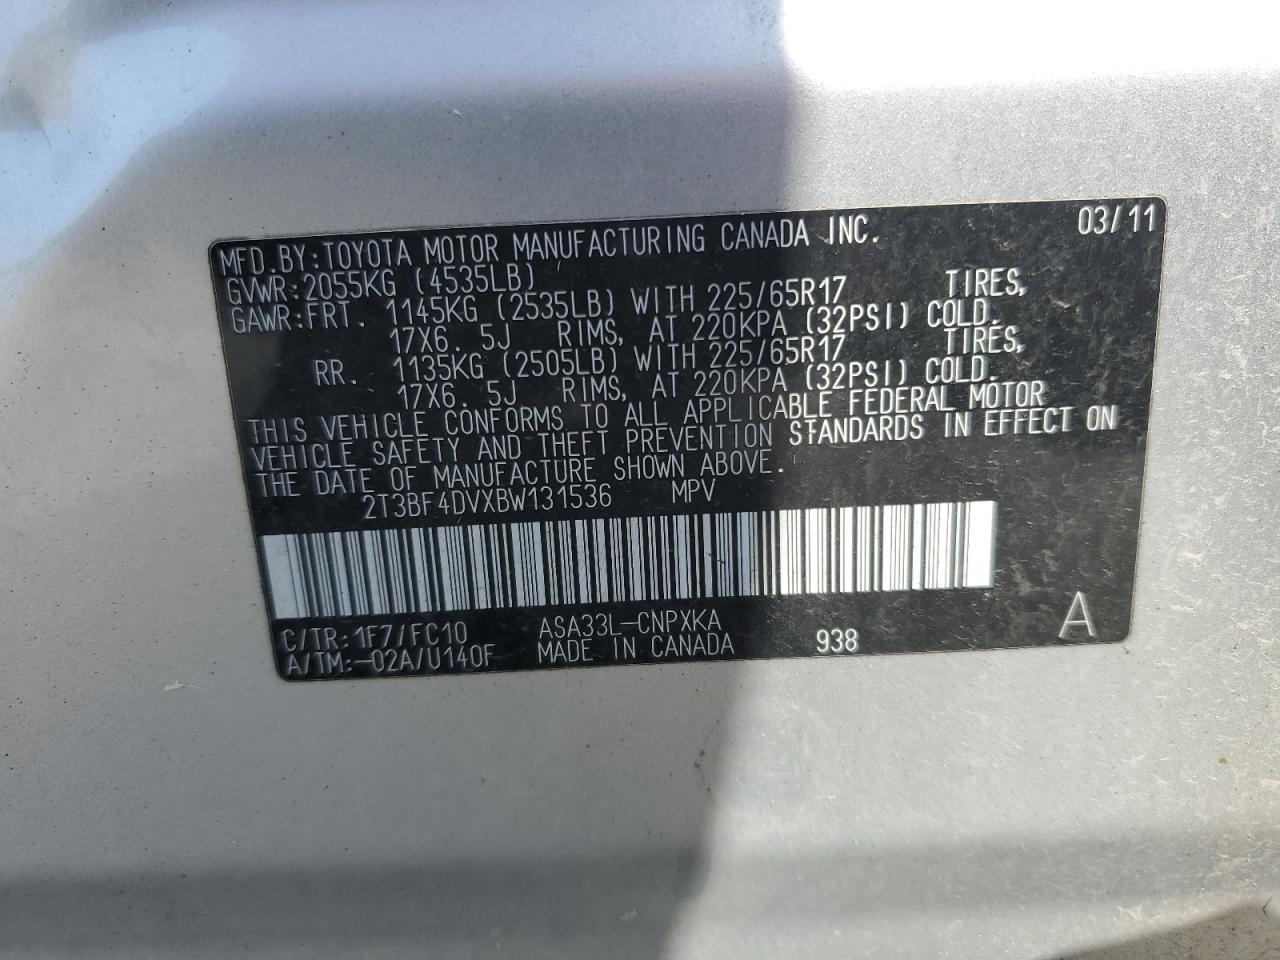 MFD.BY:TOYOTA MOTOR MANUFACTURING CANADA INC. 03/11
GVWR:2055KG (4535LB)
GAWR:FRT. 1145KG (2535LB) WITH 225/65R17 TIRES,
17X6.5J RIMS, AT 220KPA (32PSI) COLD.
RR. 1135KG (2505LB) WITH 225/65R17 TIRES,
17X6.5J RIMS, AT 220KPA (32PSI) COLD.
THIS VEHICLE CONFORMS TO ALL APPLICABLE FEDERAL MOTOR
VEHICLE SAFETY AND THEFT PREVENTION STANDARDS IN EFFECT ON
THE DATE OF MANUFACTURE SHOWN ABOVE.
2T3BF4DVXBW131536 MPV
C/TR:1F7/FC10 ASA33L-CNPXKA A
A/TM:-02A/U140F MADE IN CANADA 938